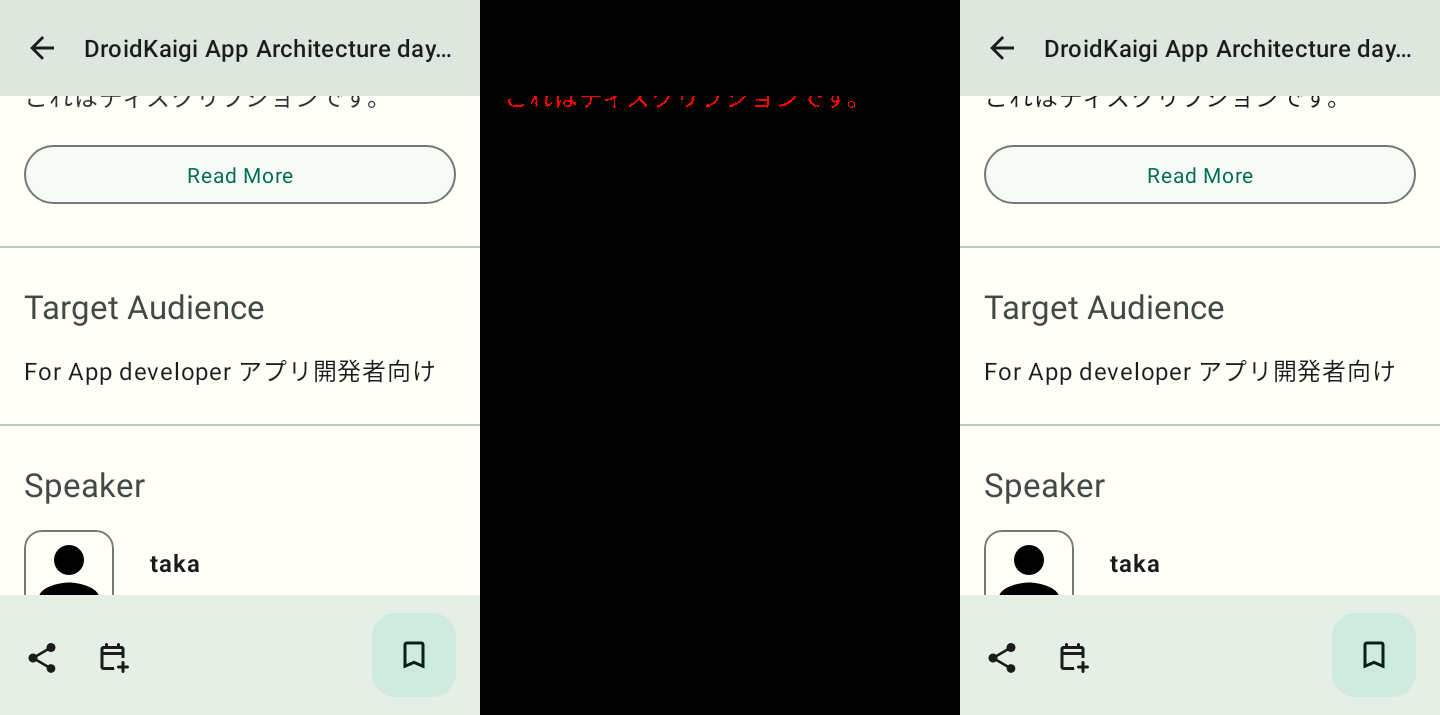 DroidKaigi App Architecture day…
これはディスクリプションです。
Read More
Target Audience
For App developer アプリ開発者向け
Speaker
taka
これはディスクリプションです。
DroidKaigi App Architecture day…
これはディスクリプションです。
Read More
Target Audience
For App developer アプリ開発者向け
Speaker
taka